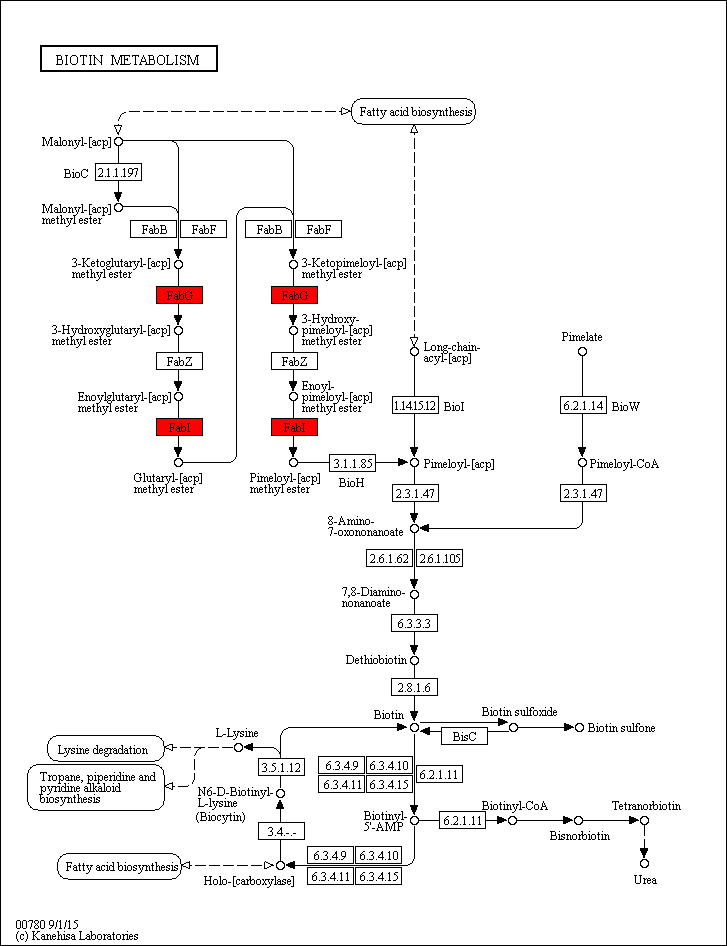 BIOTIN METABOLISM
Fatty acid biosynthesis
Malonyl-[acp]
BioC
2.1.1.197
Malonyl-[acp]
methyl ester
FabB
FabF
FabB
FabF
3-Ketoglutaryl-[acp]
methyl ester
3-Ketopimeloyl-[acp]
methyl ester
FabG
FabG
3-Hydroxyglutaryl-[acp]
methyl ester
3-Hydroxy-
pimeloyl-[acp]
methyl ester
Long-chain-
acyl-[acp]
Pimelate
FabZ
FabZ
Enoylglutaryl-[acp]
methyl ester
Enoyl-
pimeloyl-[acp]
methyl ester
1.14.15.12
BioI
6.2.1.14
BioW
FabI
FabI
Glutaryl-[acp]
methyl ester
Pimeloyl-[acp]
methyl ester
3.1.1.85
BioH
Pimeloyl-[acp]
Pimeloyl-CoA
2.3.1.47
2.3.1.47
8-Amino-
7-oxononanoate
2.6.1.62
2.6.1.105
7,8-Diamino-
nonanoate
6.3.3.3
Dethiobiotin
2.8.1.6
Biotin
Biotin sulfoxide
BisC
Biotin sulfone
L-Lysine
Lysine degradation
3.5.1.12
6.3.4.9
6.3.4.10
6.3.4.11
6.3.4.15
6.2.1.11
Tropane, piperidine and
pyridine alkaloid
biosynthesis
N6-D-Biotinyl-
L-lysine
(Biocytin)
Biotinyl-
5'-AMP
6.2.1.11
Biotinyl-CoA
Bisnorbiotin
Tetranorbiotin
3.4.-.-
Fatty acid biosynthesis
Holo-[carboxylase]
6.3.4.9
6.3.4.10
6.3.4.11
6.3.4.15
Urea
00780 9/1/15
(c) Kanehisa Laboratories